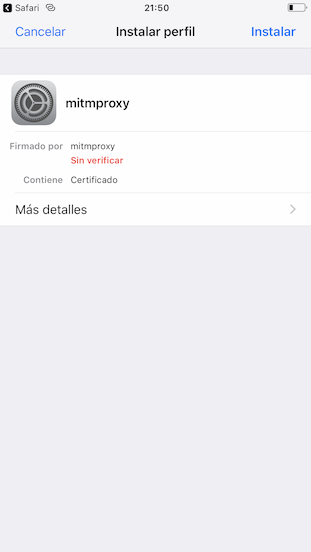 Safari 21:50
Cancelar Instalar perfil Instalar
mitmproxy
Firmado por mitmproxy
Sin verificar
Contiene Certificado
Más detalles